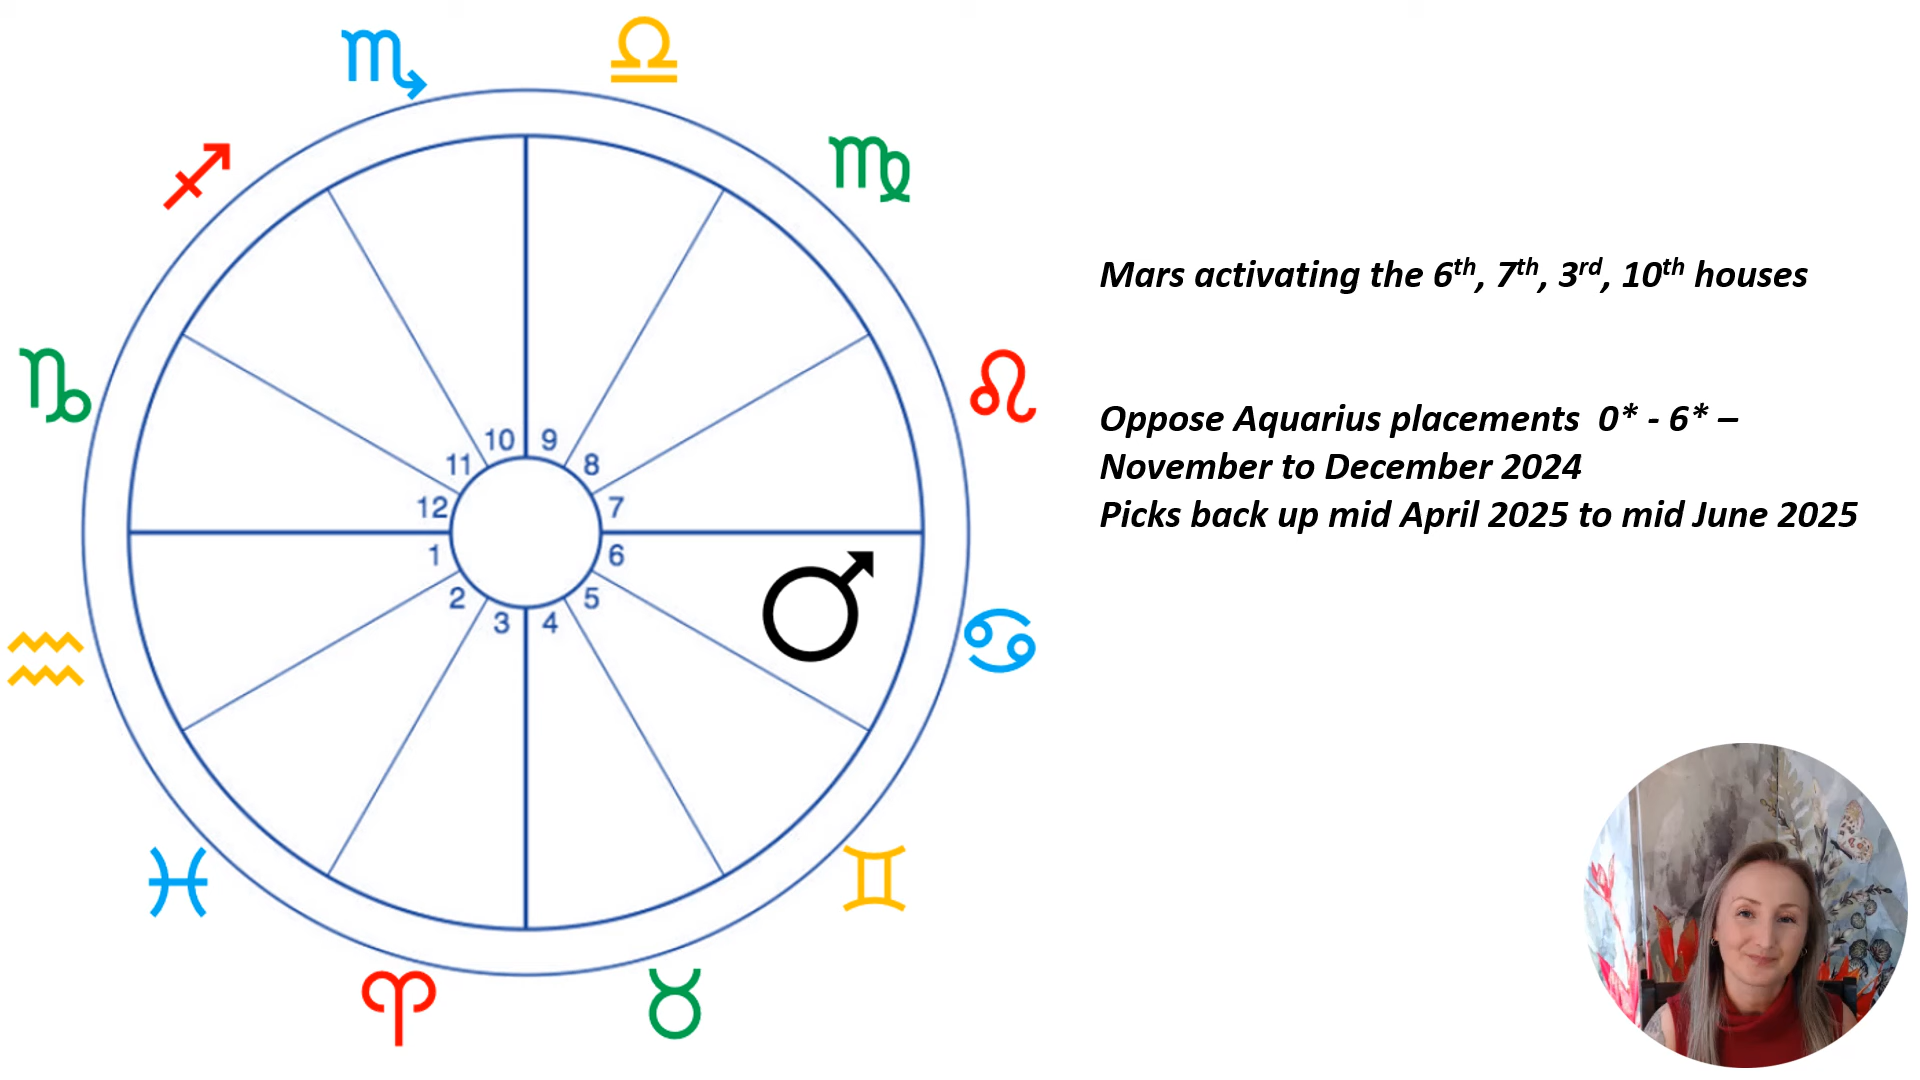 Mars activating the 6th, 7th, 3rd, 10th houses
Oppose Aquarius placements  0* - 6* –
November to December 2024
Picks back up mid April 2025 to mid June 2025
10 9
11 8
12 7
1 6
2 5
3 4